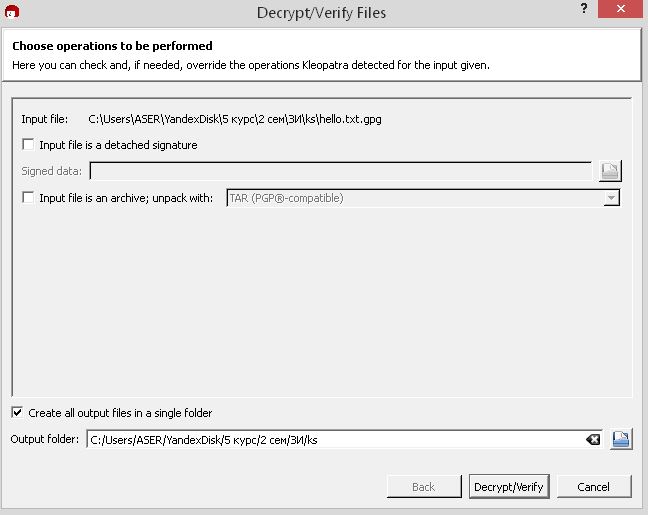 Decrypt/Verify Files
Choose operations to be performed
Here you can check and, if needed, override the operations Kleopatra detected for the input given.
Input file: C:\Users\ASER\YandexDisk\5 курс\2 сем\ЗИ\ks\hello.txt.gpg
Input file is a detached signature
Signed data:
Input file is an archive; unpack with: TAR (PGP®-compatible)
Create all output files in a single folder
Output folder: C:/Users/ASER/YandexDisk/5 курс/2 сем/ЗИ/ks
Back Decrypt/Verify Cancel